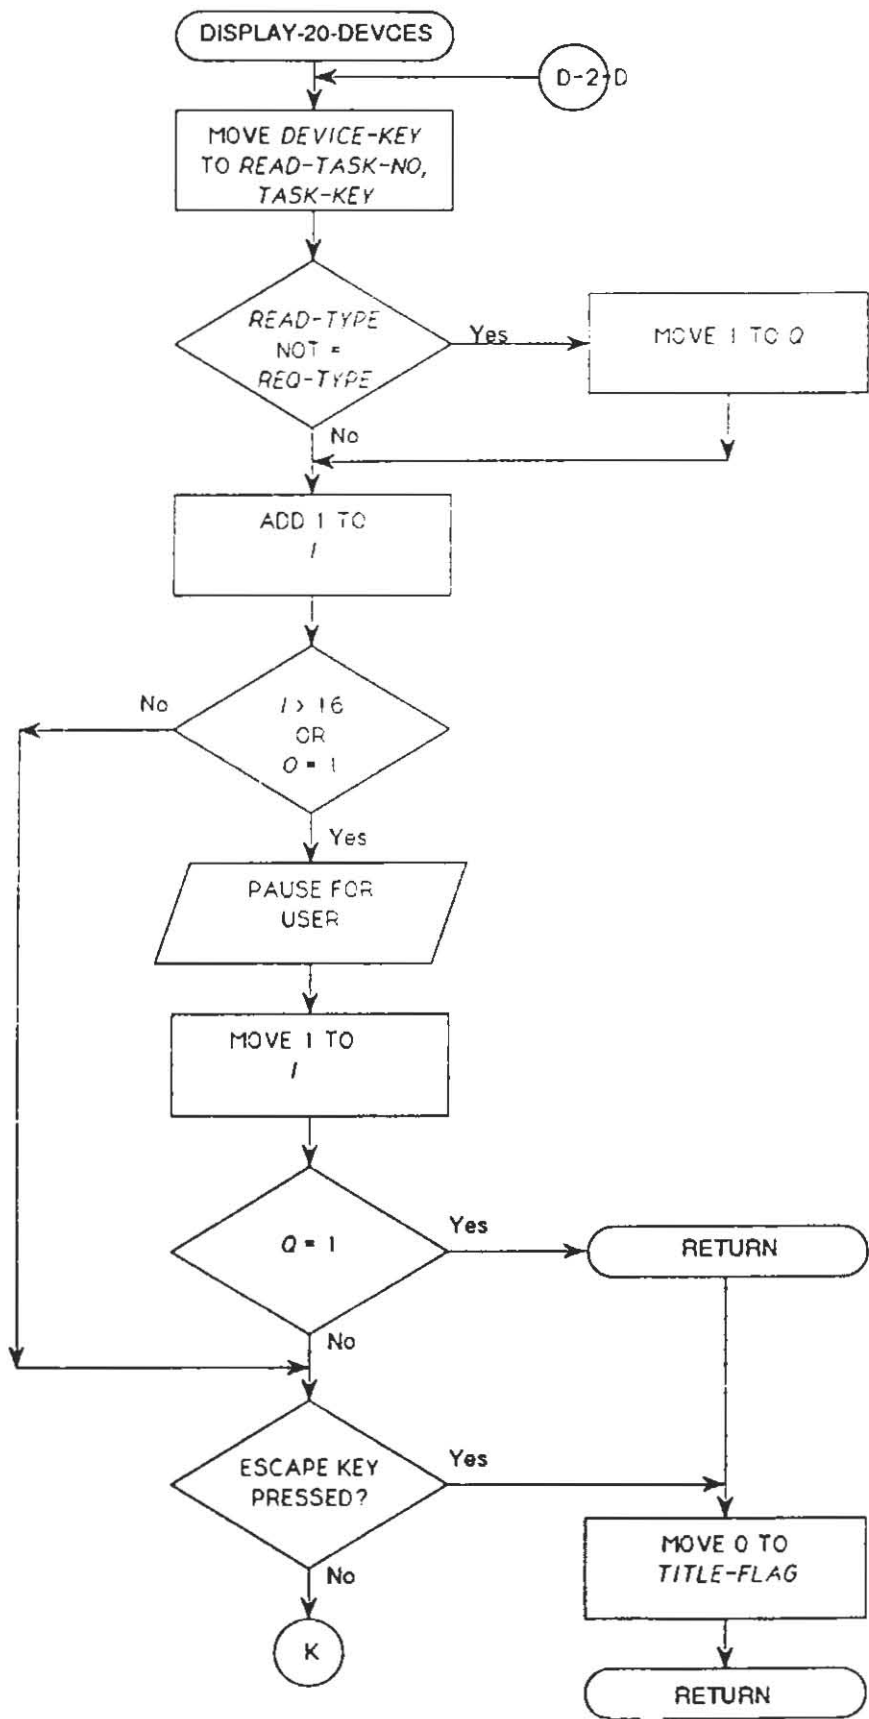 DISPLAY-20-DEVCES
D-2-D
MOVE DEVICE-KEY
TO READ-TASK-NO,
TASK-KEY
READ-TYPE
NOT =
REQ-TYPE
Yes
MOVE 1 TO Q
No
ADD 1 TO
I
No
I > 16
OR
Q = 1
Yes
PAUSE FOR
USER
MOVE 1 TO
I
Q = 1
Yes
RETURN
No
ESCAPE KEY
PRESSED?
Yes
MOVE 0 TO
TITLE-FLAG
No
K
RETURN